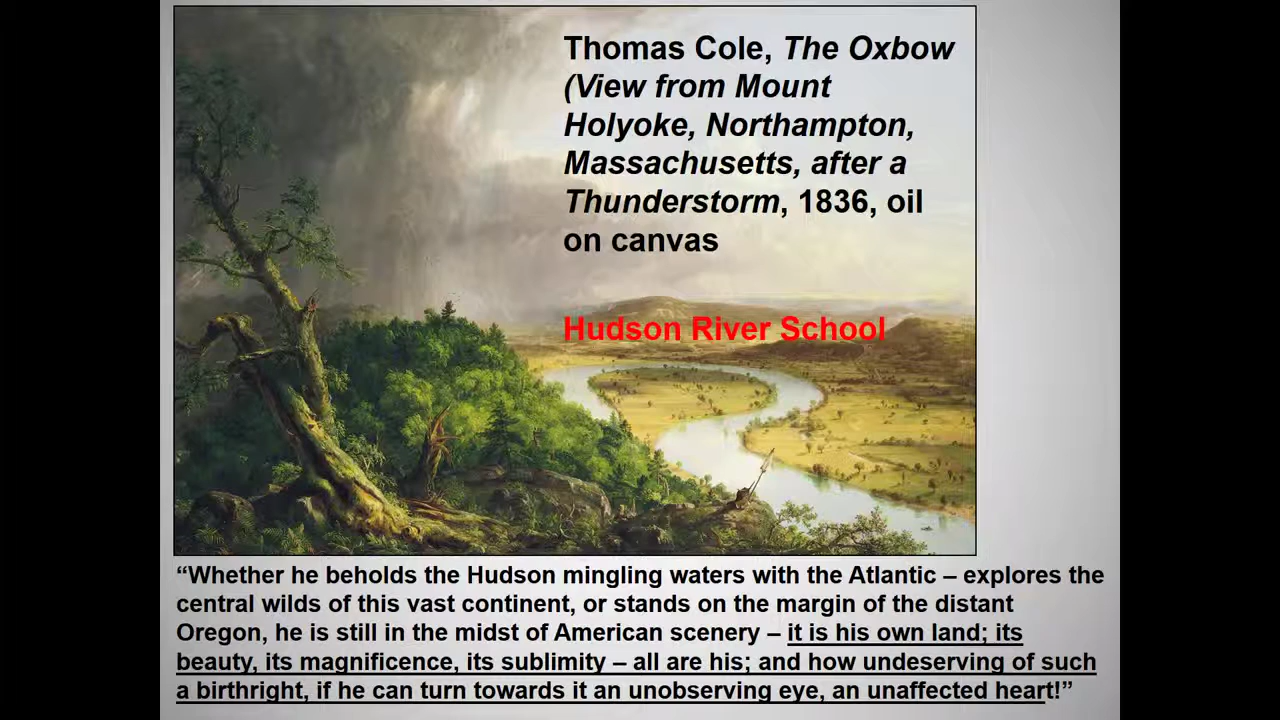 Thomas Cole, The Oxbow
(View from Mount
Holyoke, Northampton,
Massachusetts, after a
Thunderstorm, 1836, oil
on canvas
Hudson River School
“Whether he beholds the Hudson mingling waters with the Atlantic – explores the
central wilds of this vast continent, or stands on the margin of the distant
Oregon, he is still in the midst of American scenery – it is his own land; its
beauty, its magnificence, its sublimity – all are his; and how undeserving of such
a birthright, if he can turn towards it an unobserving eye, an unaffected heart!”